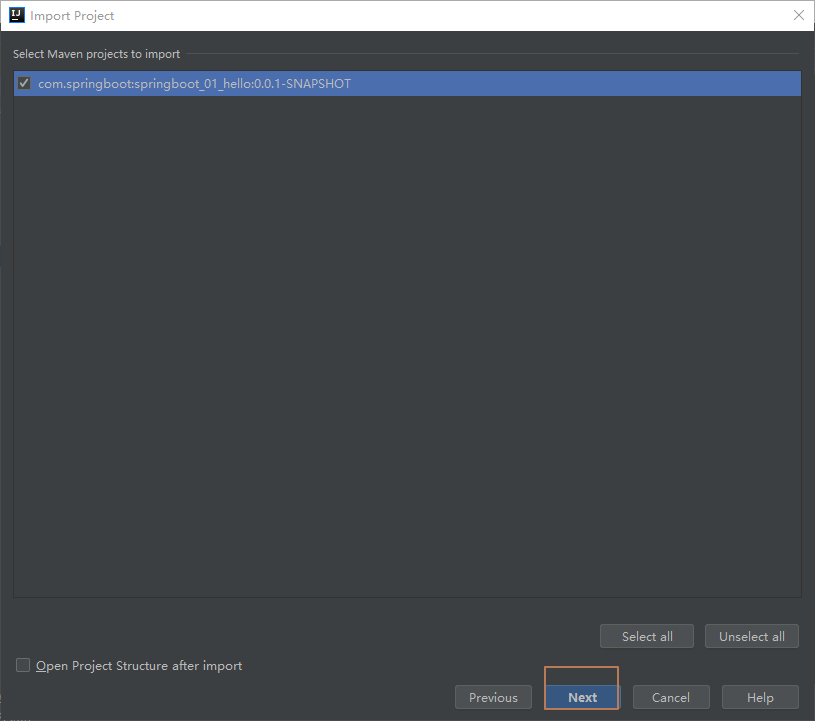 Import Project
Select Maven projects to import
com.springboot:springboot_01_hello:0.0.1-SNAPSHOT
Select all Unselect all
Open Project Structure after import
Previous Next Cancel Help